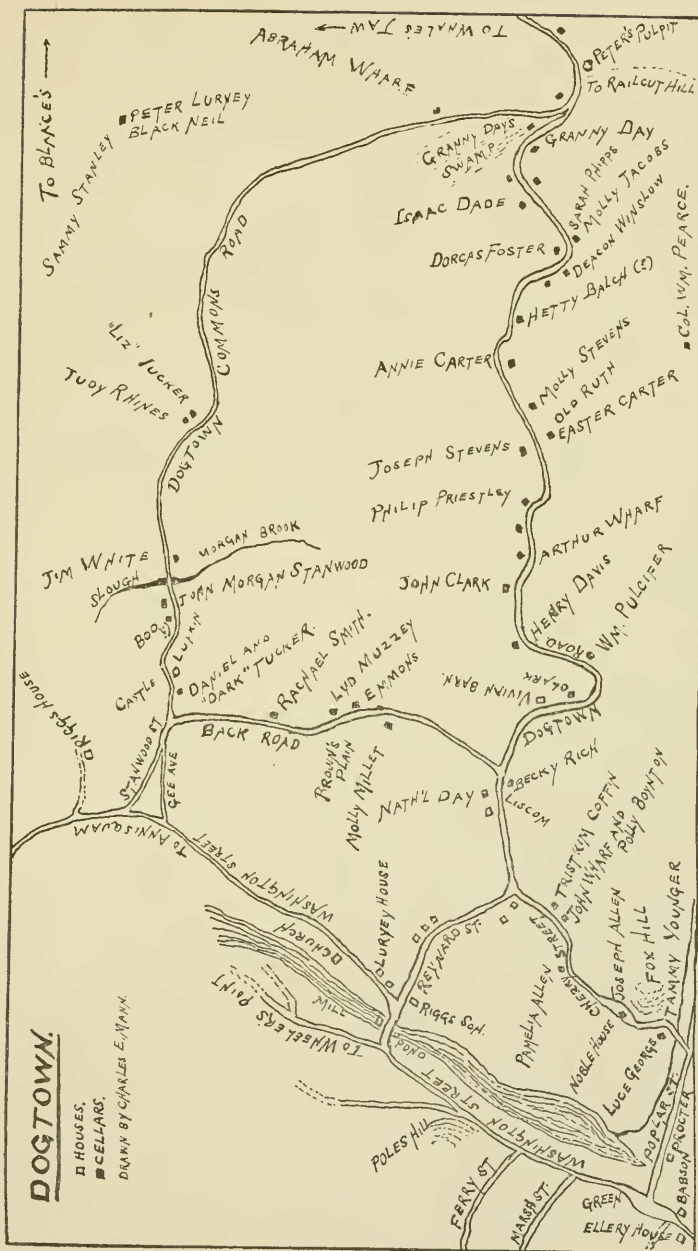 DOGTOWN.
□ HOUSES.
■ CELLARS.
DRAWN BY CHARLES E. MANN.
TO BLANCE'S
SAMMY STANLEY
PETER LURVEY
BLACK NEIL
ABRAHAM WHARF
TO WHALE'S JAW
PETER'S PULPIT
TO RAILCUT HILL
GRANNY DAY'S
SWAMP
GRANNY DAY
ISAAC DADE
SARAH PHIPPS
MOLLY JACOBS
DORCAS FOSTER
DEACON WINSLOW
HETTY BALCH (?)
COL. WM. PEARCE.
ANNIE CARTER
MOLLY STEVENS
OLD RUTH
EASTER CARTER
JOSEPH STEVENS
PHILIP PRIESTLEY
ARTHUR WHARF
JOHN CLARK
HENRY DAVIS
WM. PULCIFER
VIVIAN BARN.
CLARK
DOGTOWN ROAD
DOGTOWN COMMONS ROAD
"LIZ" TUCKER
JUDY RHINES
JIM WHITE
MORGAN BROOK
SLOUGH
JOHN MORGAN STANWOOD
BOO(?)
LUFKIN
CASTLE
DANIEL AND
"DARK" TUCKER.
RACHAEL SMITH.
LYD MUZZEY
EMMONS
BACK ROAD
BROWN'S
PLAIN
MOLLY MILLET
RIGGS HOUSE
STANWOOD ST
GEE AVE
TO ANNISQUAM
WASHINGTON STREET
NATH'L DAY
BECKY RICH
LISCOM
CHURCH
LURVEY HOUSE
REYNARD ST.
RIGGS SCH.
MILL POND
TO WHEELER'S POINT
TRISTRIM COFFIN
JOHN WHARF AND
POLLY BOYNTON
CHERRY STREET
PAMELIA ALLEN
JOSEPH ALLEN
NOBLE HOUSE
FOX HILL
LUCE GEORGE
TAMMY YOUNGER
POLES HILL
WASHINGTON STREET
FERRY ST
MARSH ST.
GREEN
POPLAR ST.
PROCTER
BABSON
ELLERY HOUSE